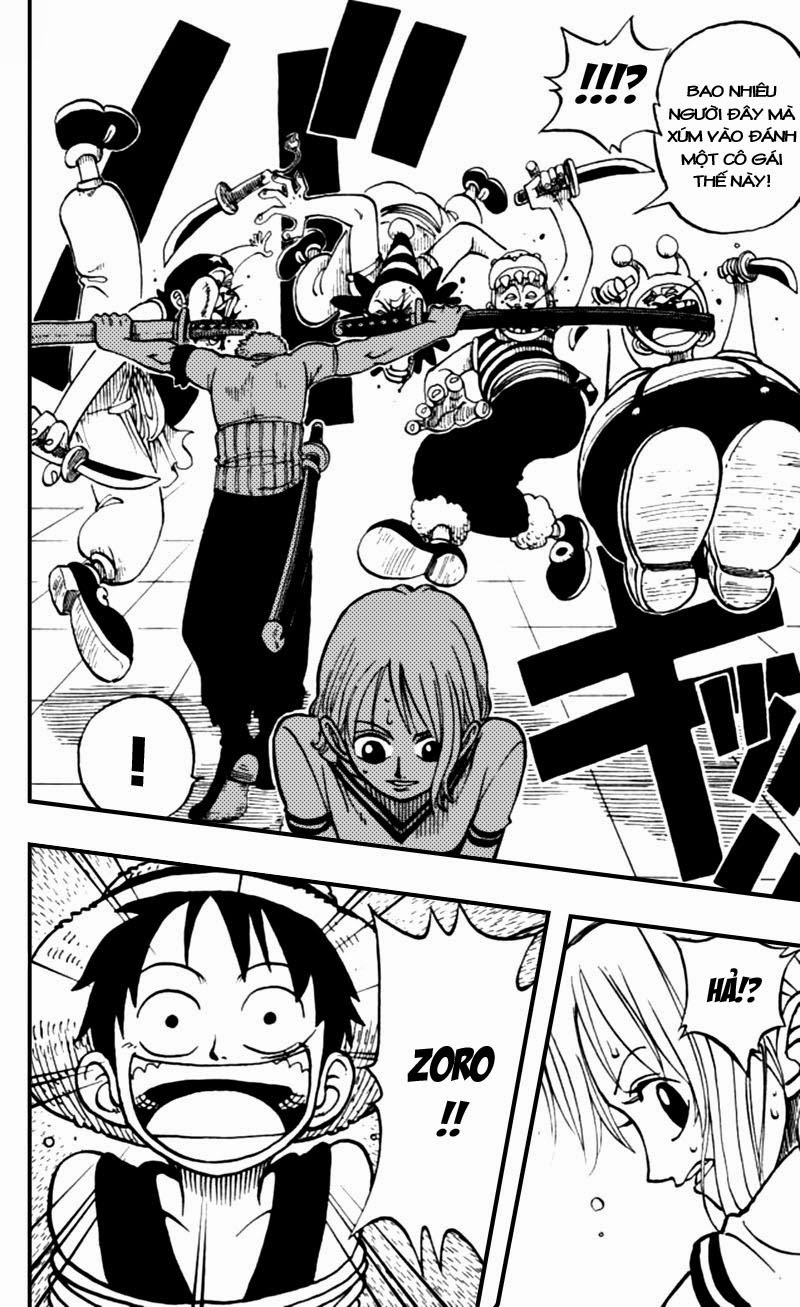 BAO NHIÊU
NGƯỜI ĐÂY MÀ
XÚM VÀO ĐÁNH
MỘT CÔ GÁI
THẾ NÀY!
!!!?
!
ZORO
!!
HẢ!?